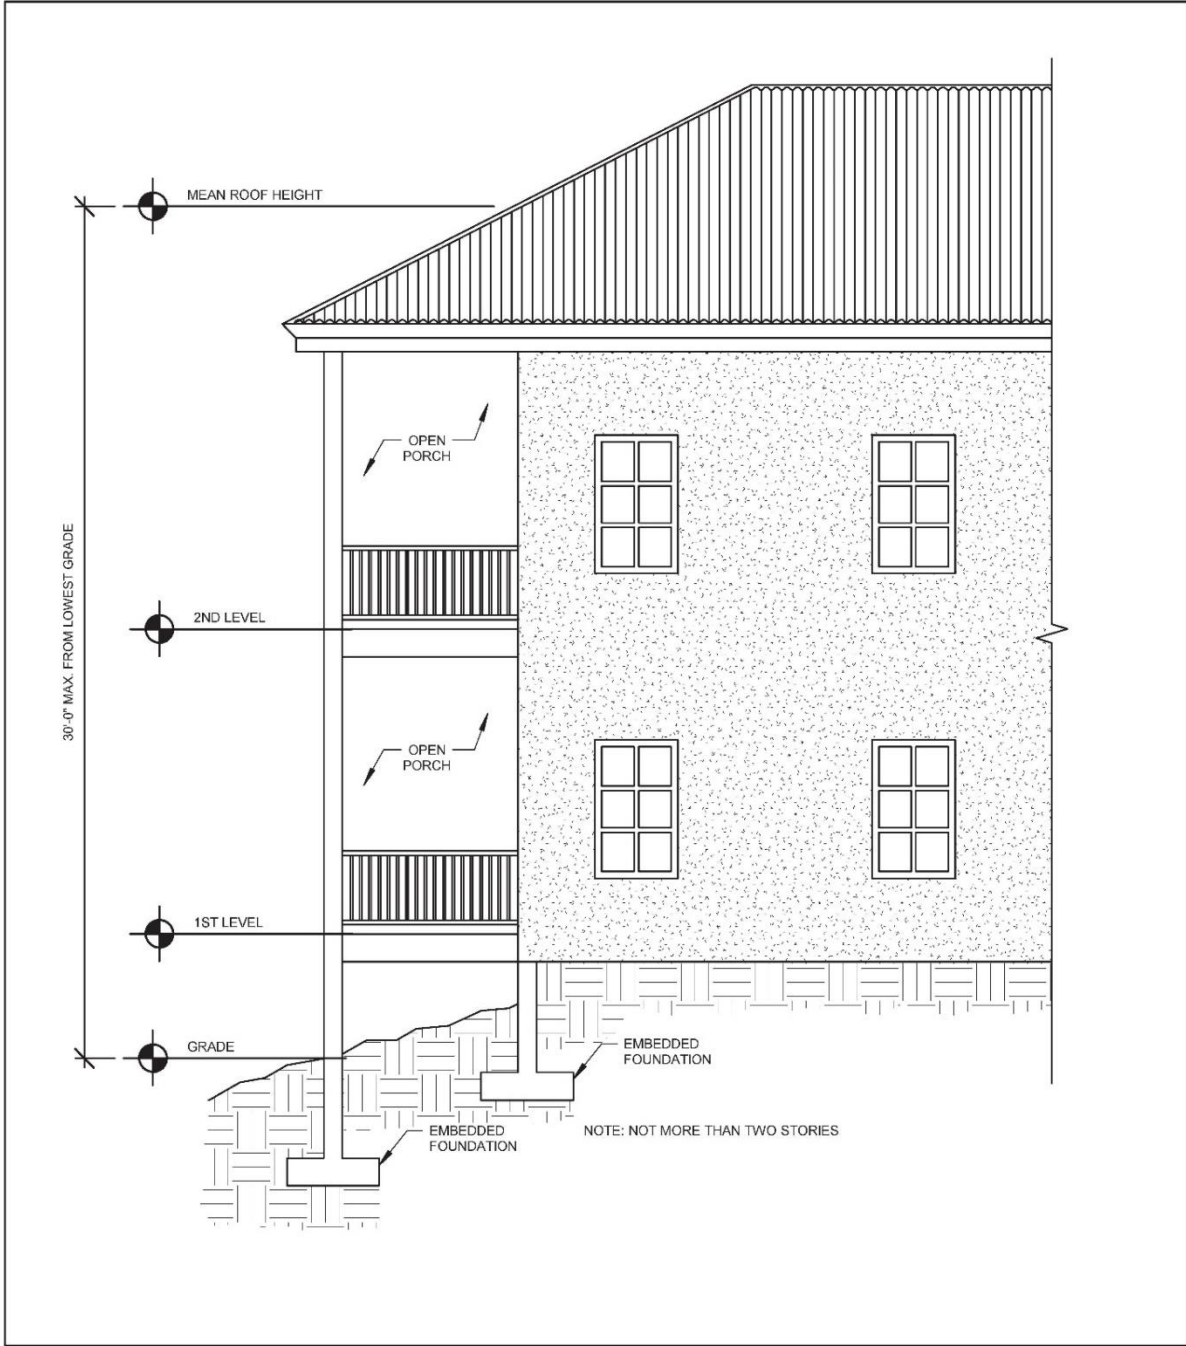 MEAN ROOF HEIGHT
OPEN
PORCH
30'-0" MAX. FROM LOWEST GRADE
2ND LEVEL
OPEN
PORCH
1ST LEVEL
GRADE
EMBEDDED
FOUNDATION
EMBEDDED
FOUNDATION
NOTE: NOT MORE THAN TWO STORIES